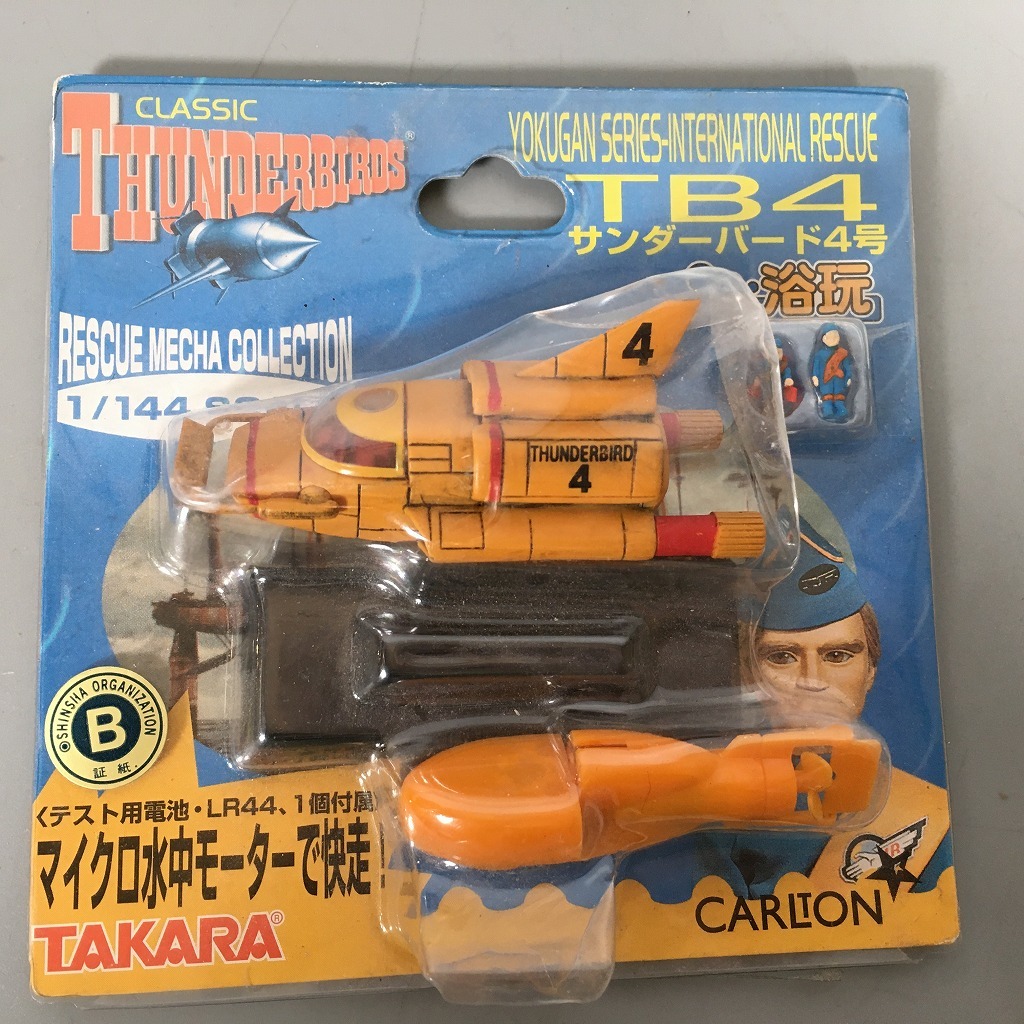 CLASSIC
THUNDERBIRDS®
YOKUGAN SERIES-INTERNATIONAL RESCUE
TB4
サンダーバード4号
浴玩
RESCUE MECHA COLLECTION
1/144
4
THUNDERBIRD
4
SHINSHA ORGANIZATION
B
証紙
〈テスト用電池・LR44、1個付属
マイクロ水中モーターで快走!
TAKARA®
IR
CARLTON